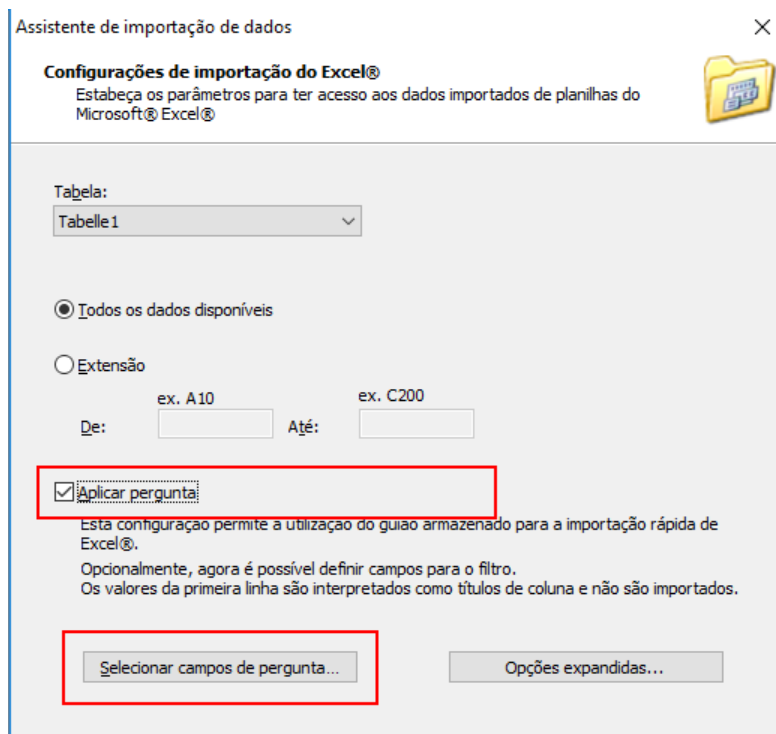 Assistente de importação de dados
Configurações de importação do Excel®
Estabeça os parâmetros para ter acesso aos dados importados de planilhas do
Microsoft® Excel®
Tabela:
Tabelle1
Todos os dados disponíveis
Extensão
ex. A10 ex. C200
De: Até:
Aplicar pergunta
Esta configuração permite a utilização do guião armazenado para a importação rápida de
Excel®.
Opcionalmente, agora é possível definir campos para o filtro.
Os valores da primeira linha são interpretados como títulos de coluna e não são importados.
Selecionar campos de pergunta... Opções expandidas...